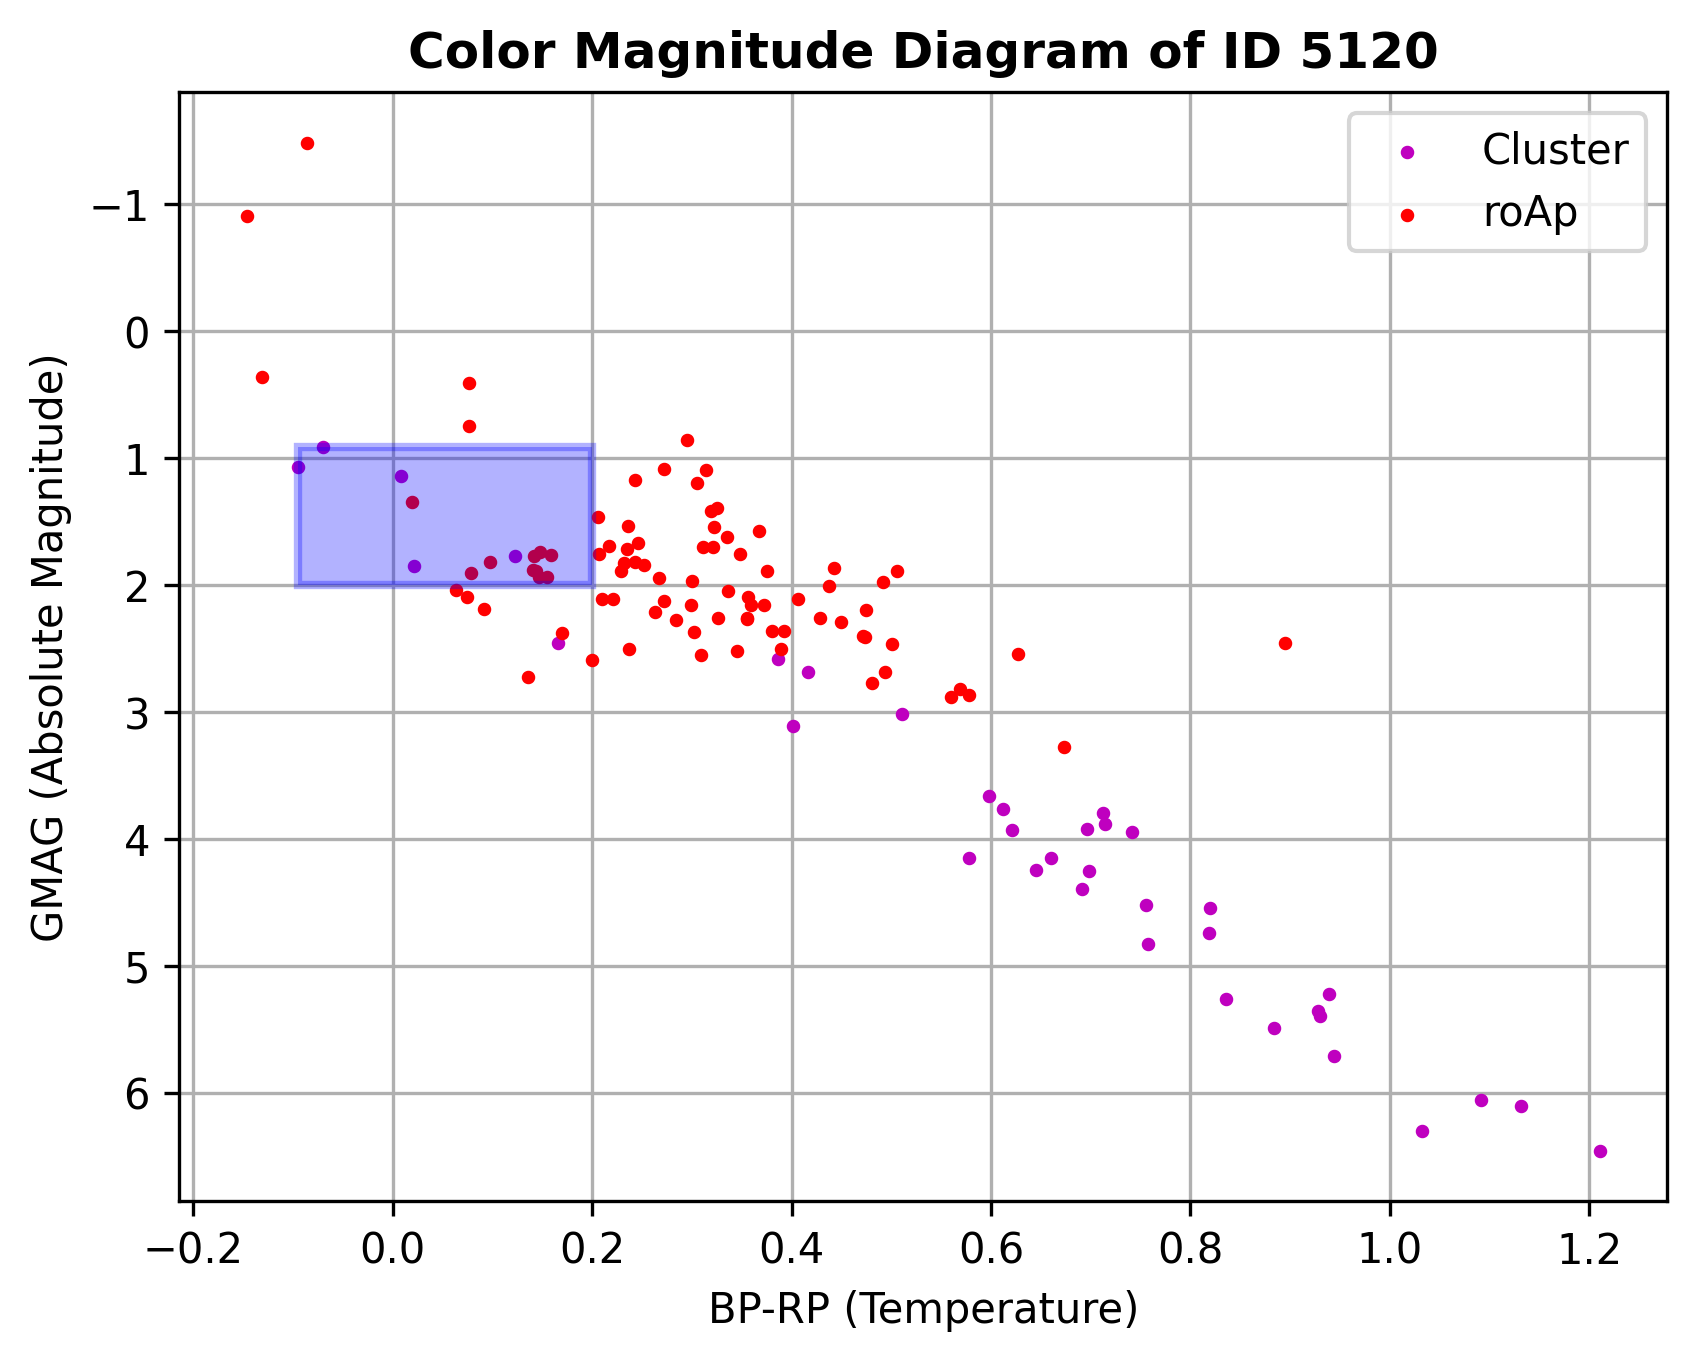 Color Magnitude Diagram of ID 5120
Cluster
roAp
−1
0
1
2
3
4
5
6
GMAG (Absolute Magnitude)
−0.2 0.0 0.2 0.4 0.6 0.8 1.0 1.2
BP-RP (Temperature)